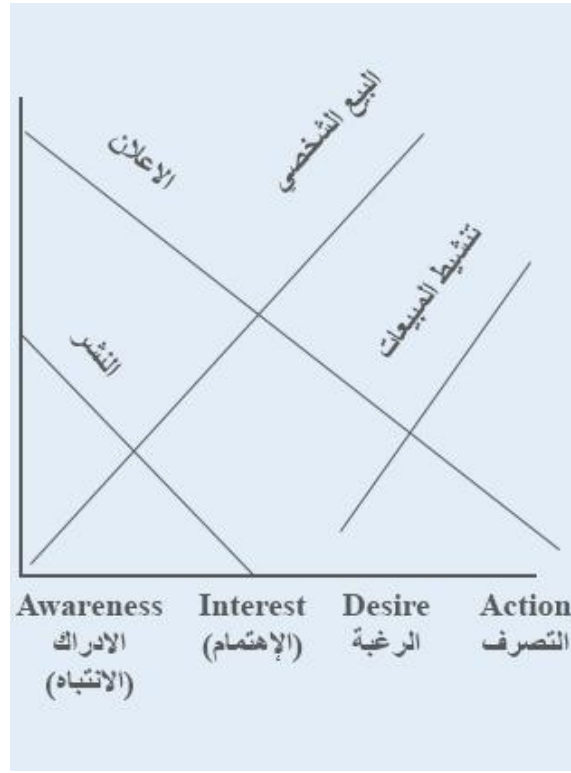 البيع الشخصي
الاعلان
تنشيط المبيعات
النشر
Awareness Interest Desire Action
الادراك (الإهتمام) الرغبة التصرف
(الانتباه)